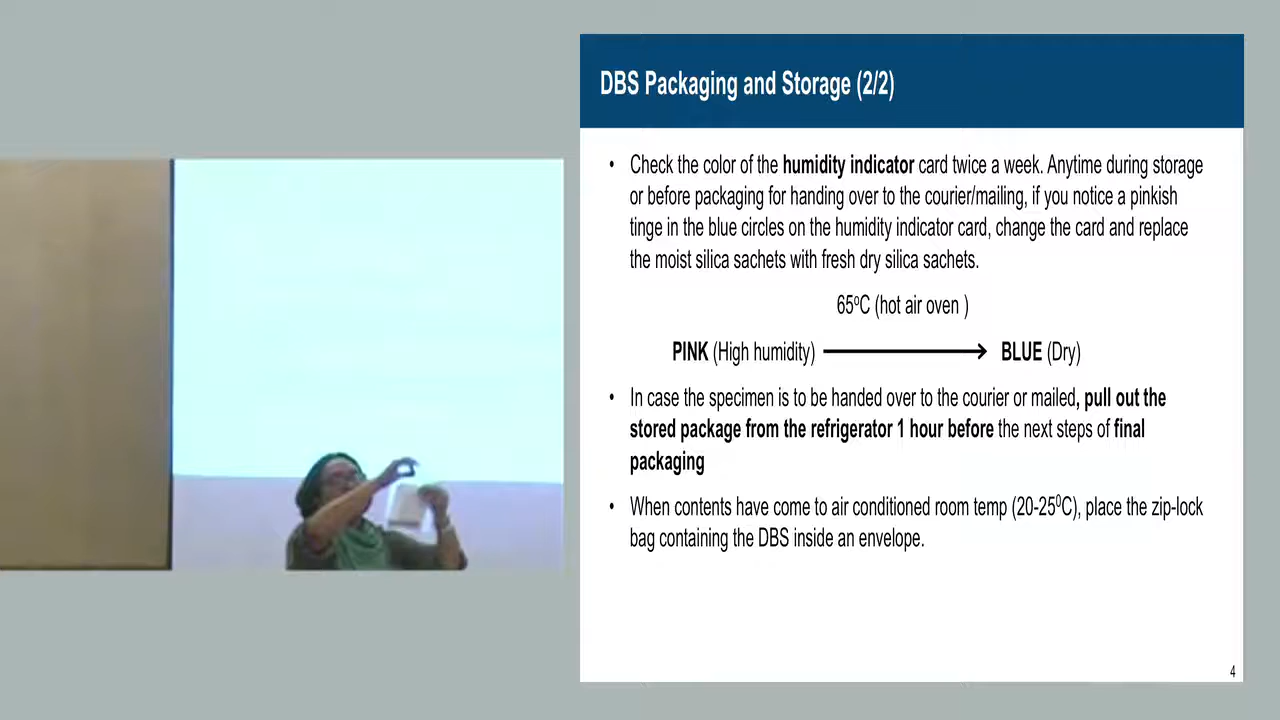 DBS Packaging and Storage (2/2)
• Check the color of the humidity indicator card twice a week. Anytime during storage
or before packaging for handing over to the courier/mailing, if you notice a pinkish
tinge in the blue circles on the humidity indicator card, change the card and replace
the moist silica sachets with fresh dry silica sachets.
65ºC (hot air oven )
PINK (High humidity) → BLUE (Dry)
• In case the specimen is to be handed over to the courier or mailed, pull out the
stored package from the refrigerator 1 hour before the next steps of final
packaging
• When contents have come to air conditioned room temp (20-25⁰C), place the zip-lock
bag containing the DBS inside an envelope.
4